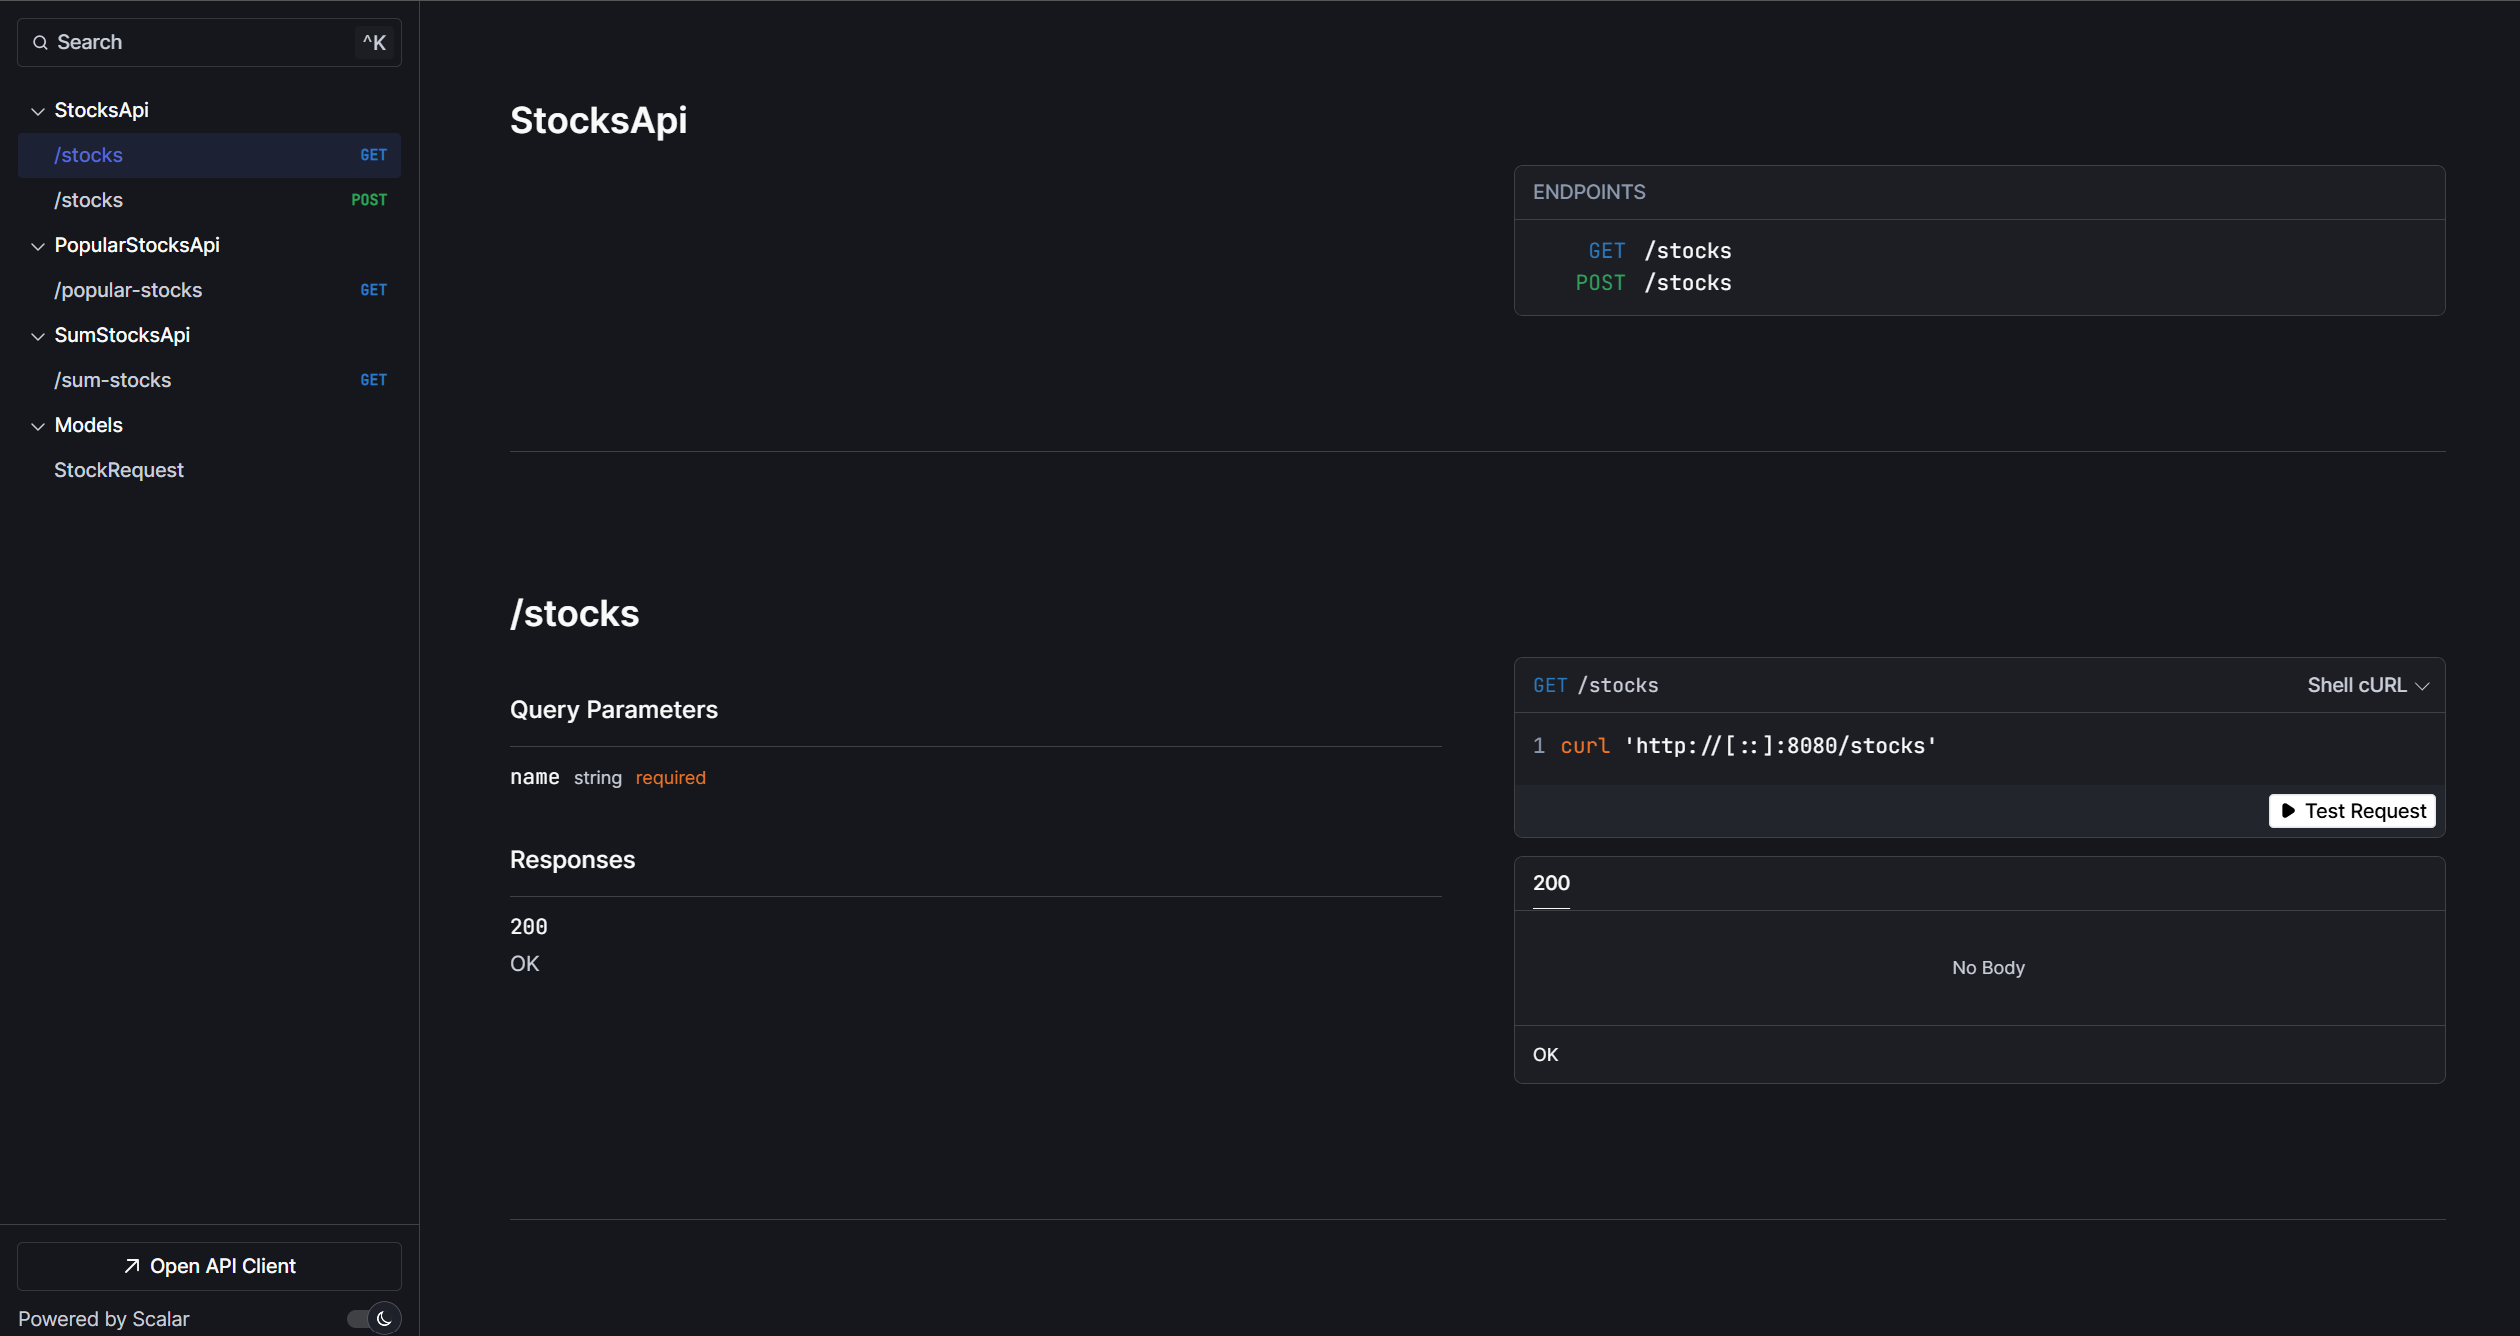 Search ^K
StocksApi
/stocks GET
/stocks POST
PopularStocksApi
/popular-stocks GET
SumStocksApi
/sum-stocks GET
Models
StockRequest
Open API Client
Powered by Scalar
StocksApi
ENDPOINTS
GET /stocks
POST /stocks
/stocks
Query Parameters
name string required
Responses
200
OK
GET /stocks Shell cURL
1 curl 'http://[::]:8080/stocks'
Test Request
200
No Body
OK